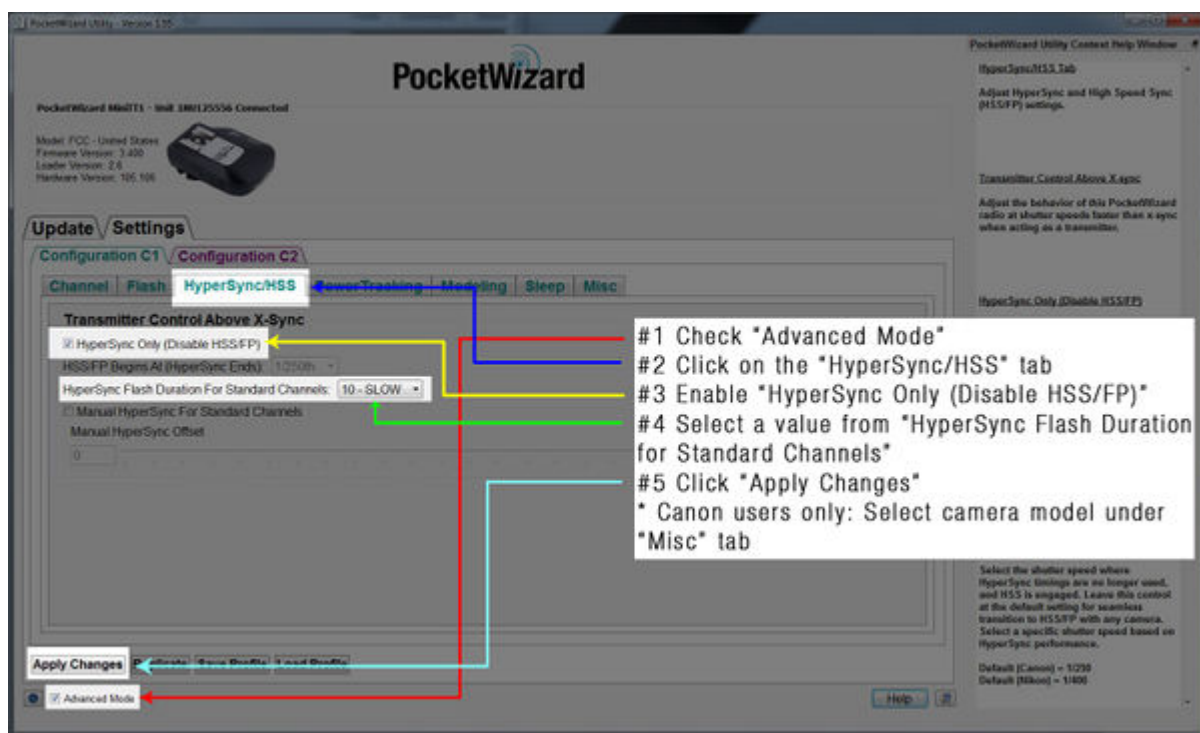 PocketWizard Utility - Version 1.55
PocketWizard Utility Context Help Window
PocketWizard
HyperSync/HSS Tab
Adjust HyperSync and High Speed Sync
(HSS/FP) settings.
PocketWizard MiniTT1 - Unit 1MU125556 Connected
Model: FCC - United States
Firmware Version: 3.400
Loader Version: 2.6
Hardware Version: 105.106
Transmitter Control Above X-sync
Adjust the behavior of this PocketWizard
radio at shutter speeds faster than x-sync
when acting as a transmitter.
Update Settings
Configuration C1 Configuration C2
Channel Flash HyperSync/HSS PowerTracking Modeling Sleep Misc
HyperSync Only (Disable HSS/FP)
Transmitter Control Above X-Sync
HyperSync Only (Disable HSS/FP)
HSS/FP Begins At (HyperSync Ends): 1/250th
HyperSync Flash Duration For Standard Channels: 10 - SLOW
Manual HyperSync For Standard Channels
Manual HyperSync Offset
0
#1 Check "Advanced Mode"
#2 Click on the "HyperSync/HSS" tab
#3 Enable "HyperSync Only (Disable HSS/FP)"
#4 Select a value from "HyperSync Flash Duration
for Standard Channels"
#5 Click "Apply Changes"
* Canon users only: Select camera model under
"Misc" tab
Select the shutter speed where
HyperSync timings are no longer used,
and HSS is engaged. Leave this control
at the default setting for seamless
transition to HSS/FP with any camera.
Select a specific shutter speed based on
HyperSync performance.
Default (Canon) = 1/250
Default (Nikon) = 1/400
Apply Changes Duplicate Save Profile Load Profile
Advanced Mode
Help